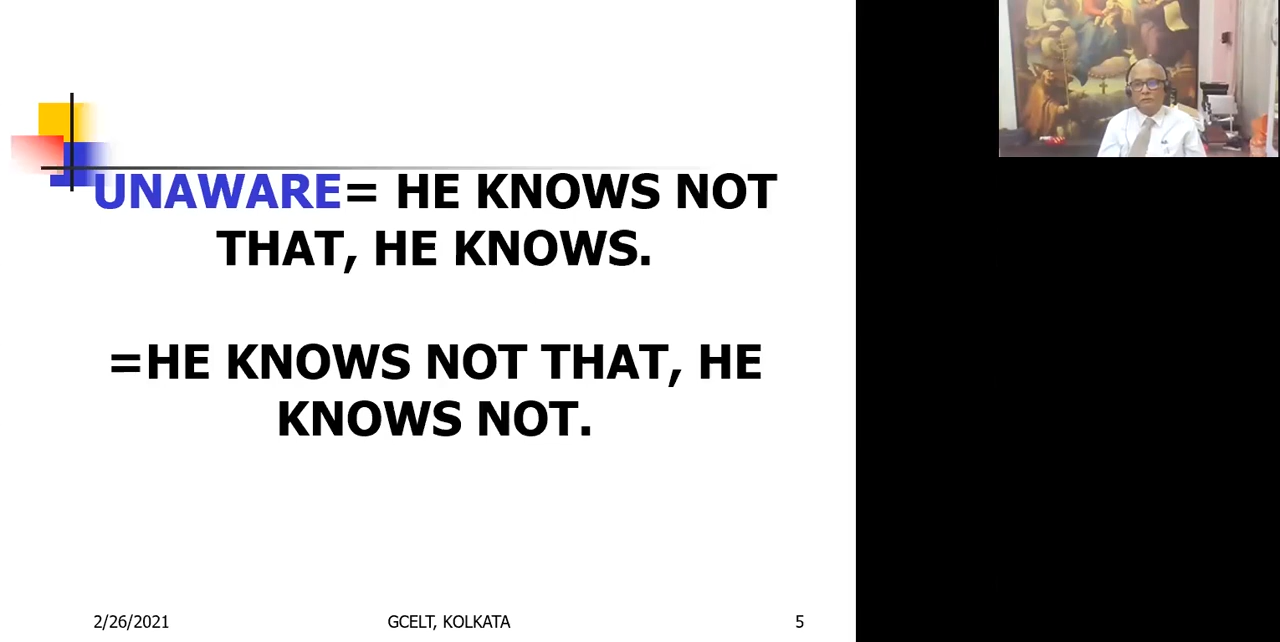 UNAWARE= HE KNOWS NOT
THAT, HE KNOWS.
=HE KNOWS NOT THAT, HE
KNOWS NOT.
2/26/2021 GCELT, KOLKATA 5